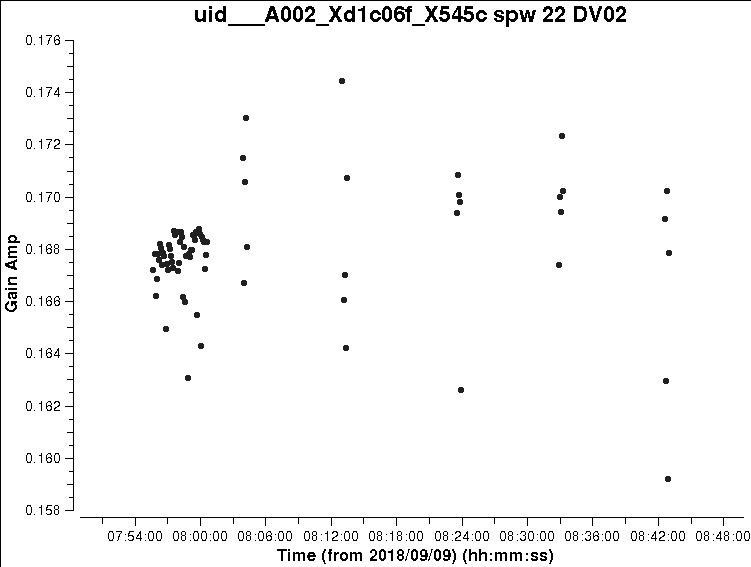 uid___A002_Xd1c06f_X545c spw 22 DV02
0.176
0.174
0.172
0.170
0.168
0.166
0.164
0.162
0.160
0.158
Gain Amp
07:54:00 08:00:00 08:06:00 08:12:00 08:18:00 08:24:00 08:30:00 08:36:00 08:42:00 08:48:00
Time (from 2018/09/09) (hh:mm:ss)